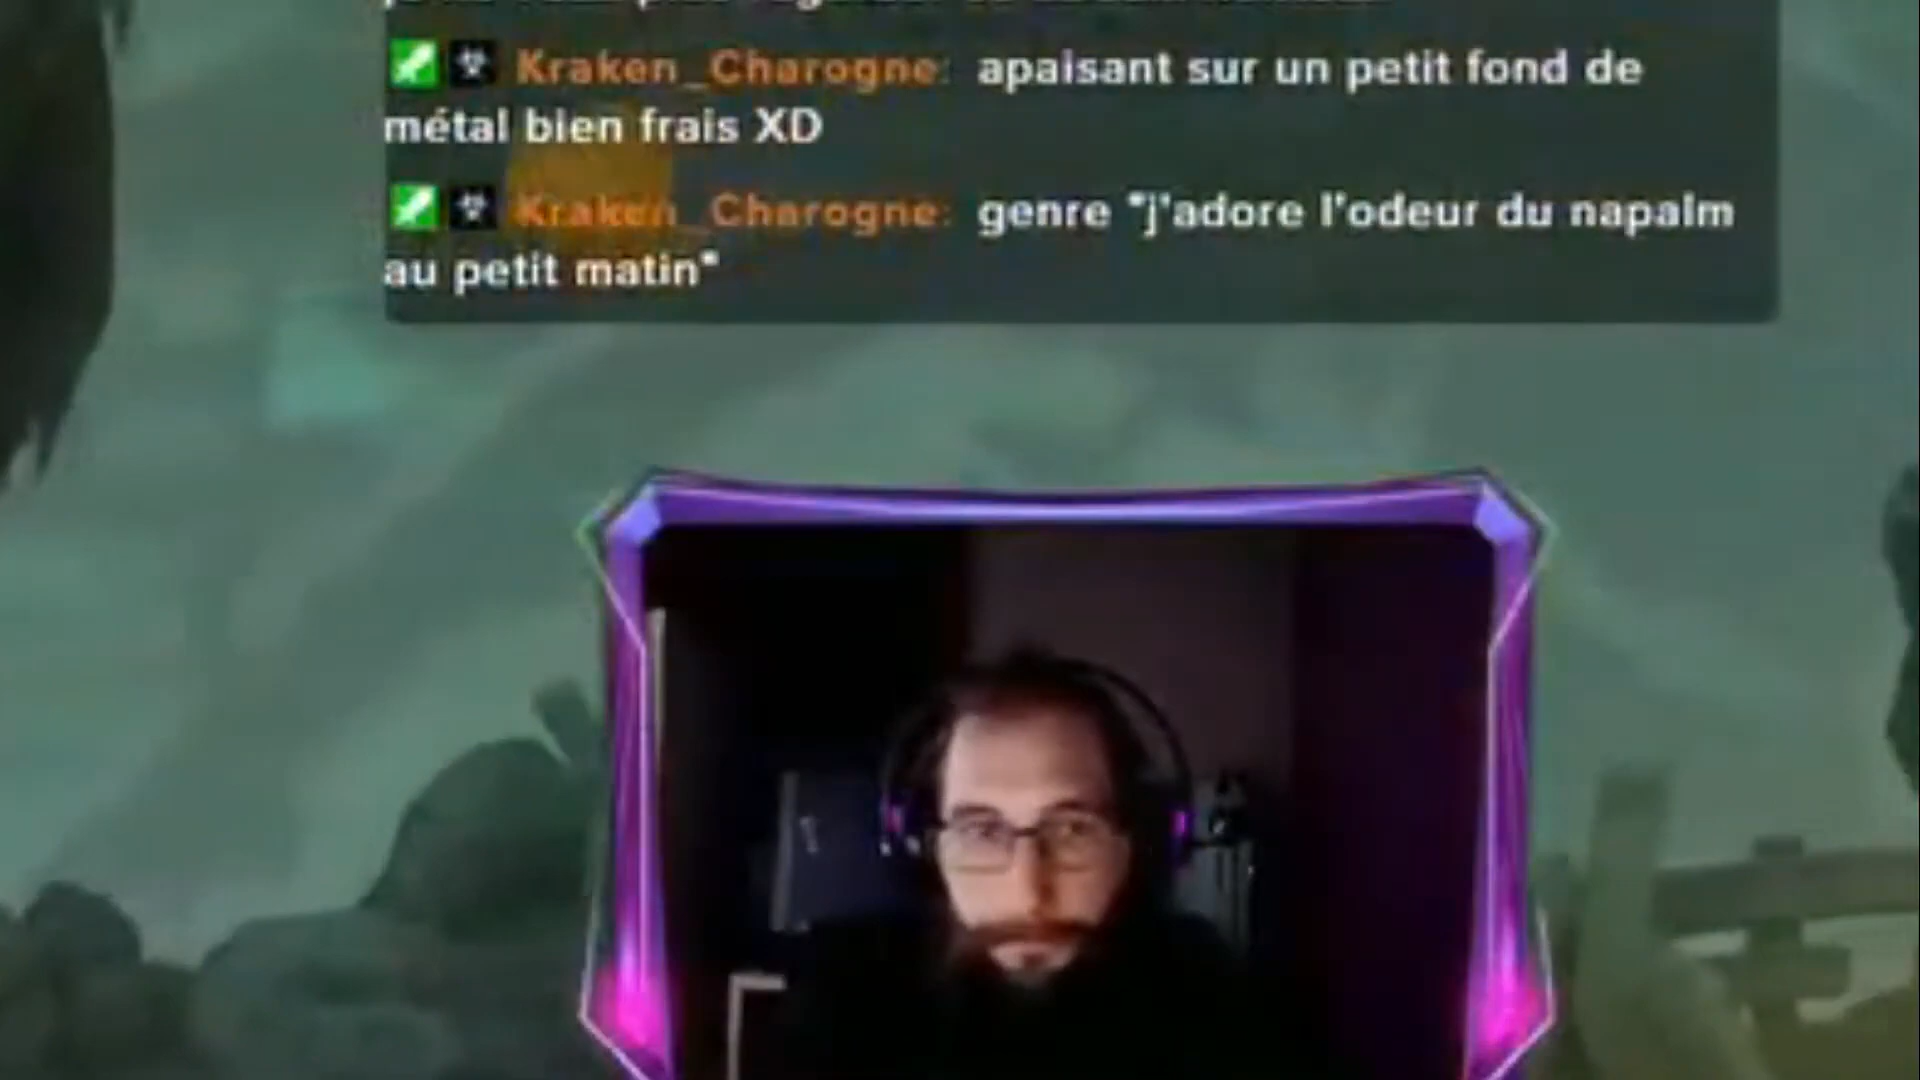 Kraken_Charogne: apaisant sur un petit fond de
métal bien frais XD
Kraken_Charogne: genre "j'adore l'odeur du napalm
au petit matin"